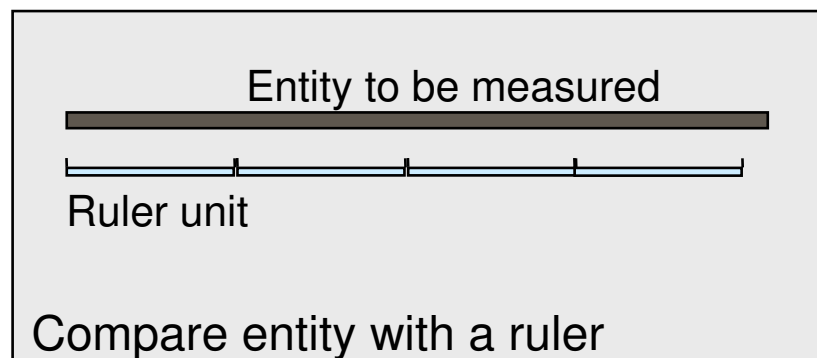 Entity to be measured
Ruler unit
Compare entity with a ruler